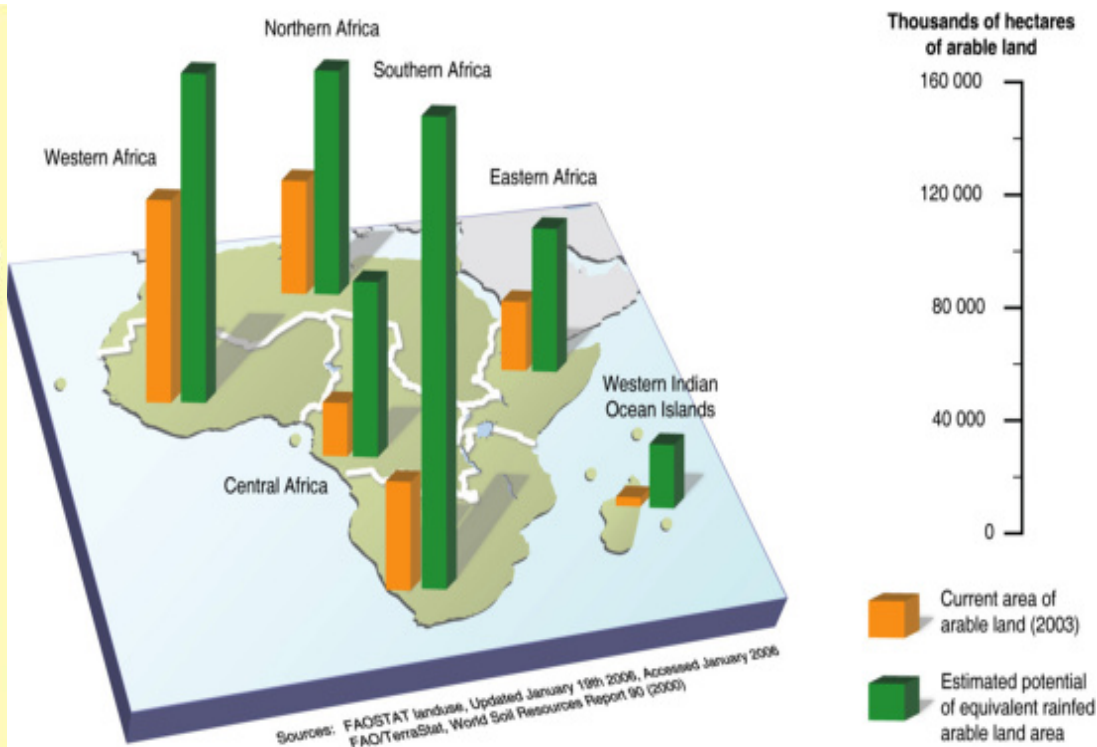 Northern Africa
Southern Africa
Western Africa
Eastern Africa
Western Indian
Ocean Islands
Central Africa
Thousands of hectares
of arable land
160 000
120 000
80 000
40 000
0
Current area of
arable land (2003)
Estimated potential
of equivalent rainfed
arable land area
Sources: FAOSTAT landuse, Updated January 19th 2006, Accessed January 2006
FAO/TerraStat, World Soil Resources Report 90 (2000)